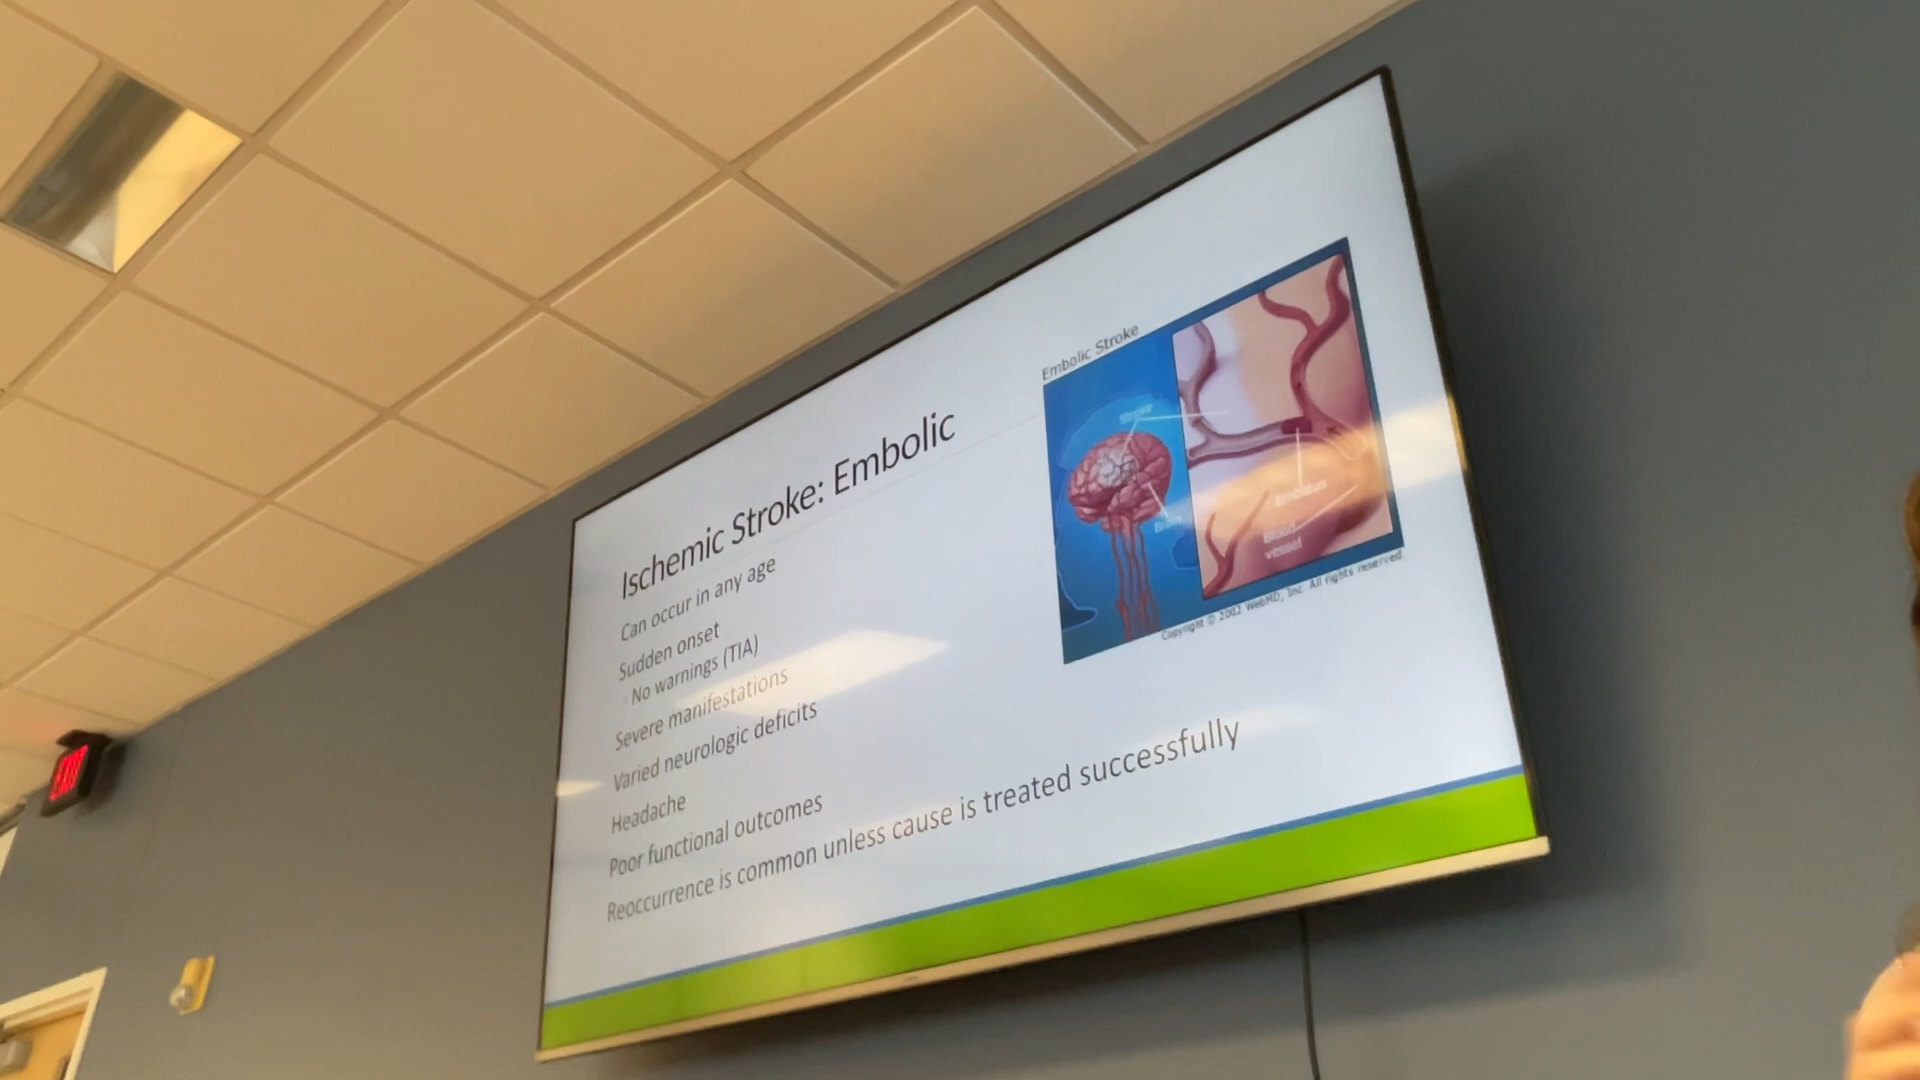 Ischemic Stroke: Embolic
Can occur in any age
Sudden onset
No warnings (TIA)
Severe manifestations
Varied neurologic deficits
Headache
Poor functional outcomes
Reoccurrence is common unless cause is treated successfully
Embolic Stroke
Stroke
Brain
Embolus
Blood
vessel
Copyright © 2002 WebMD, Inc. All rights reserved.